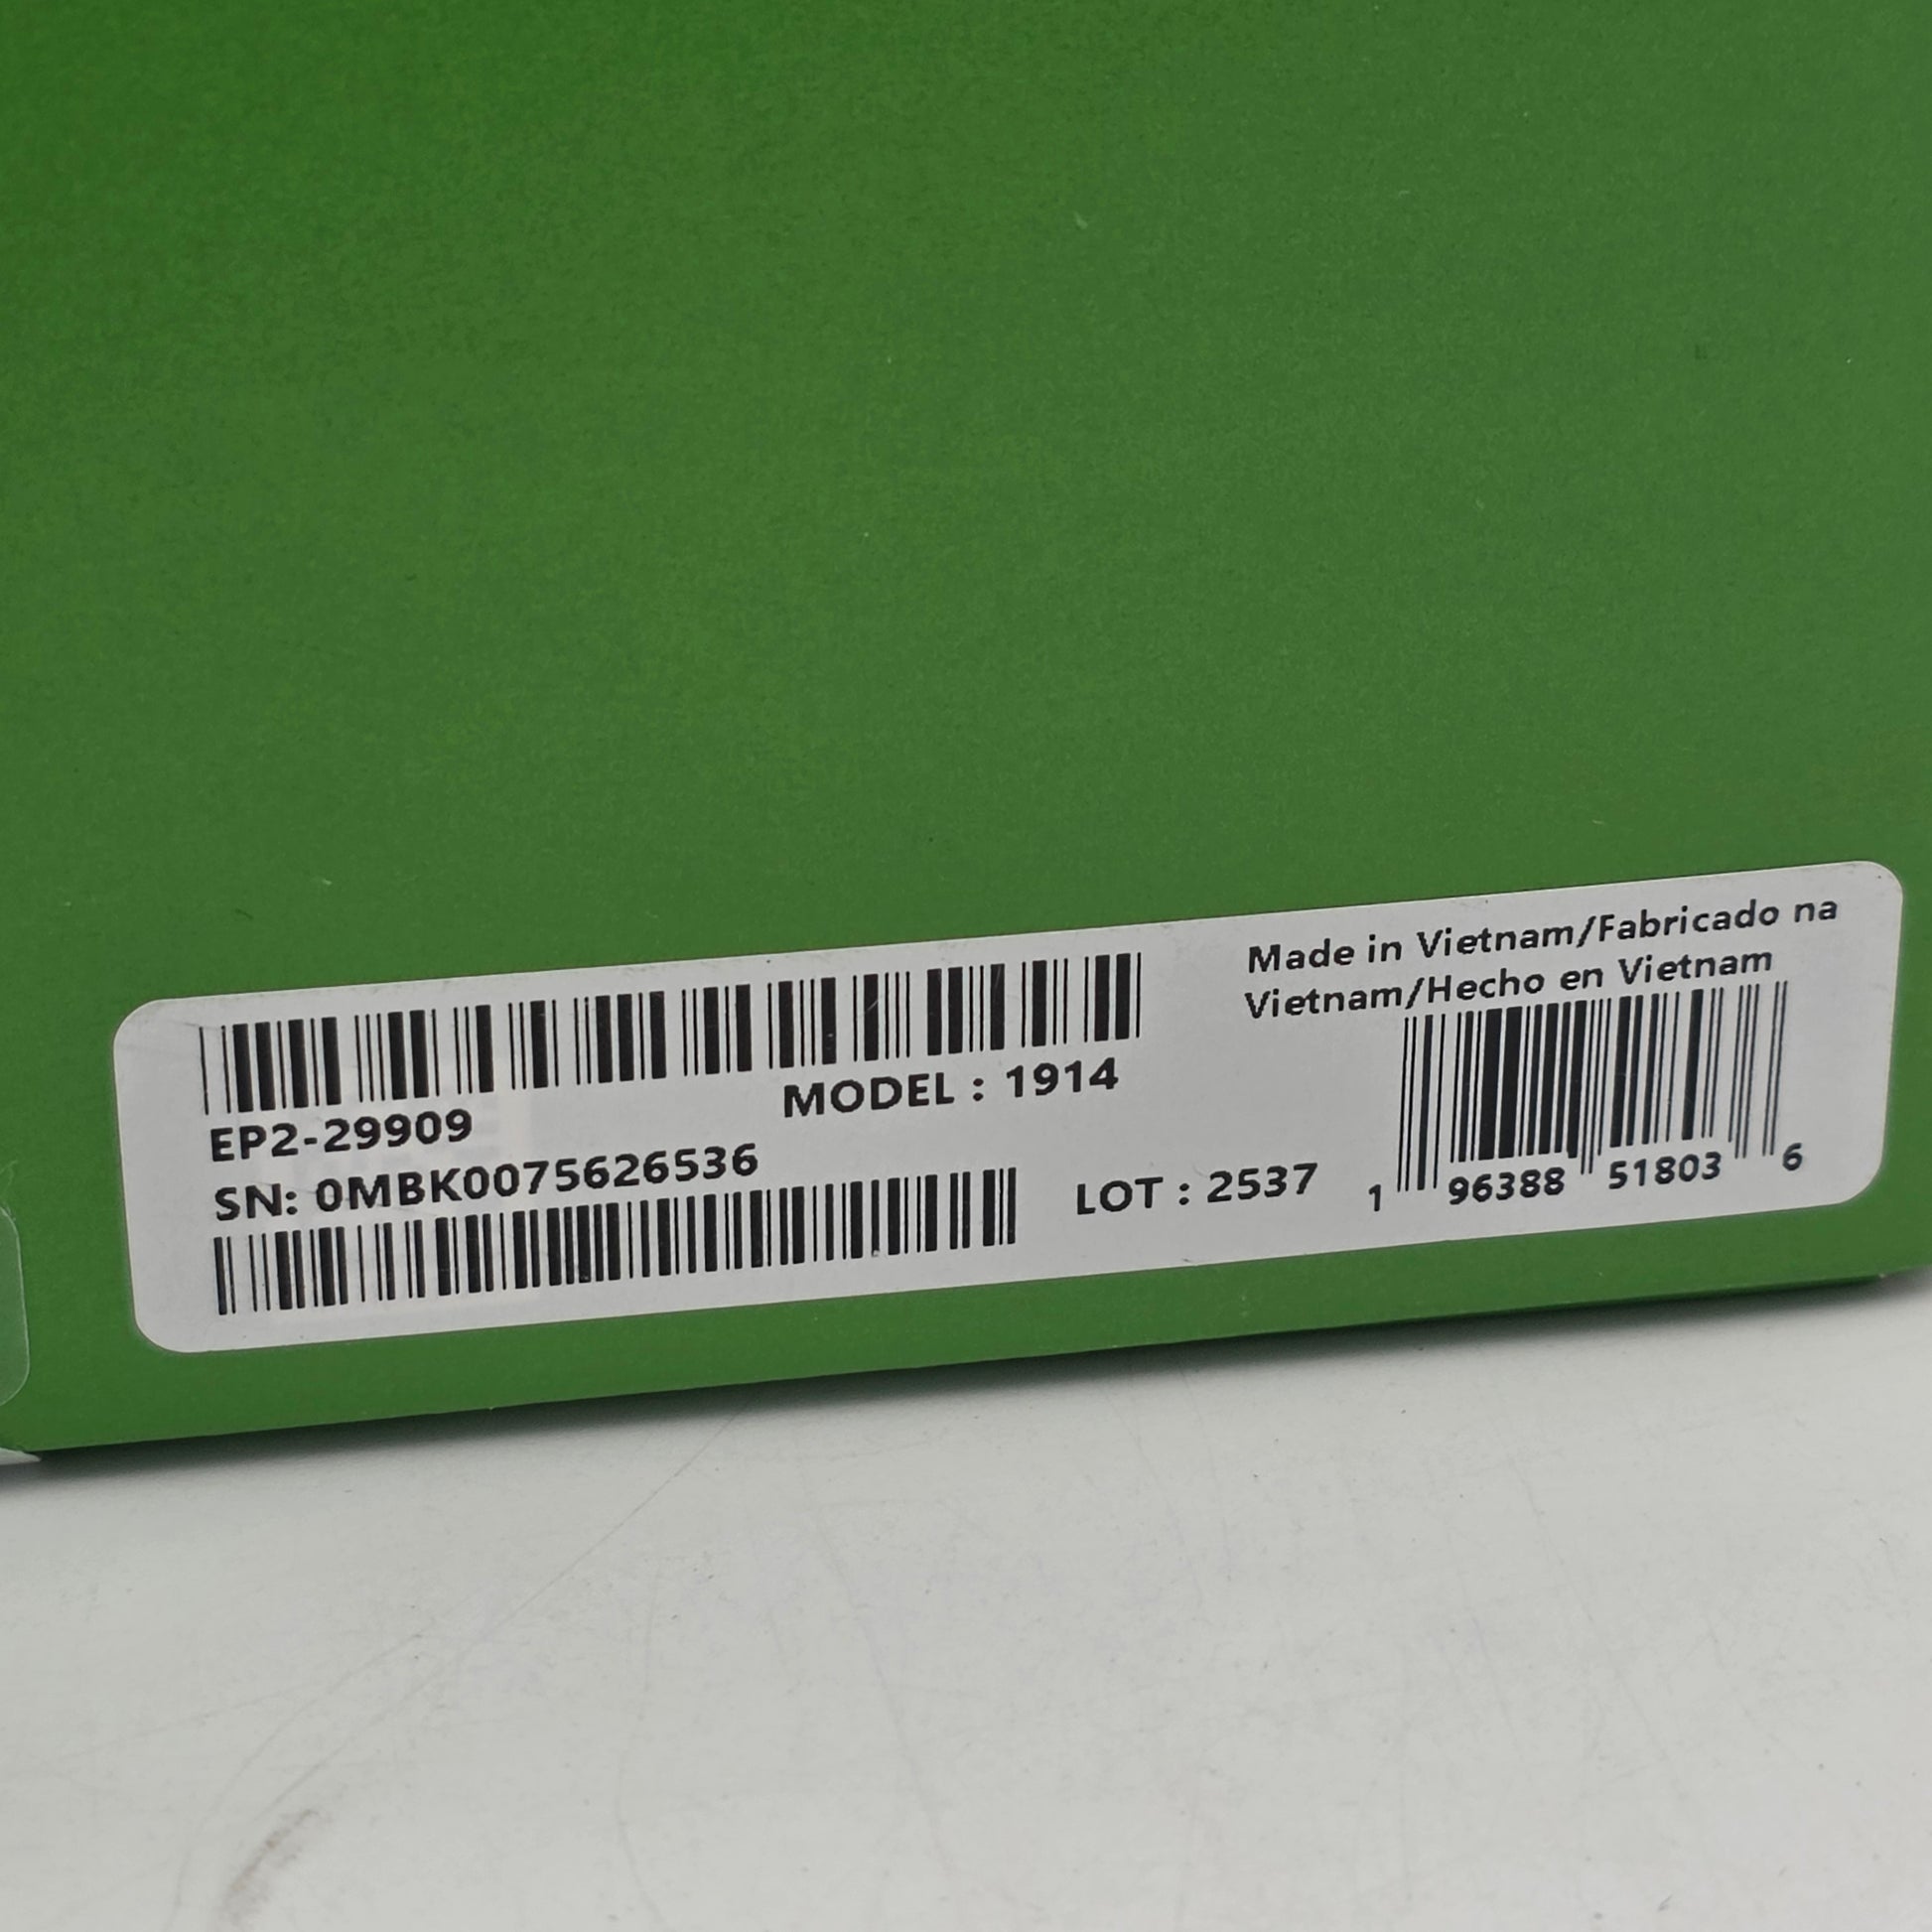 Made in Vietnam/Fabricado na
Vietnam/Hecho en Vietnam
EP2-29909
MODEL : 1914
SN: 0MBK0075626536
LOT : 2537
1 96388 51803 6